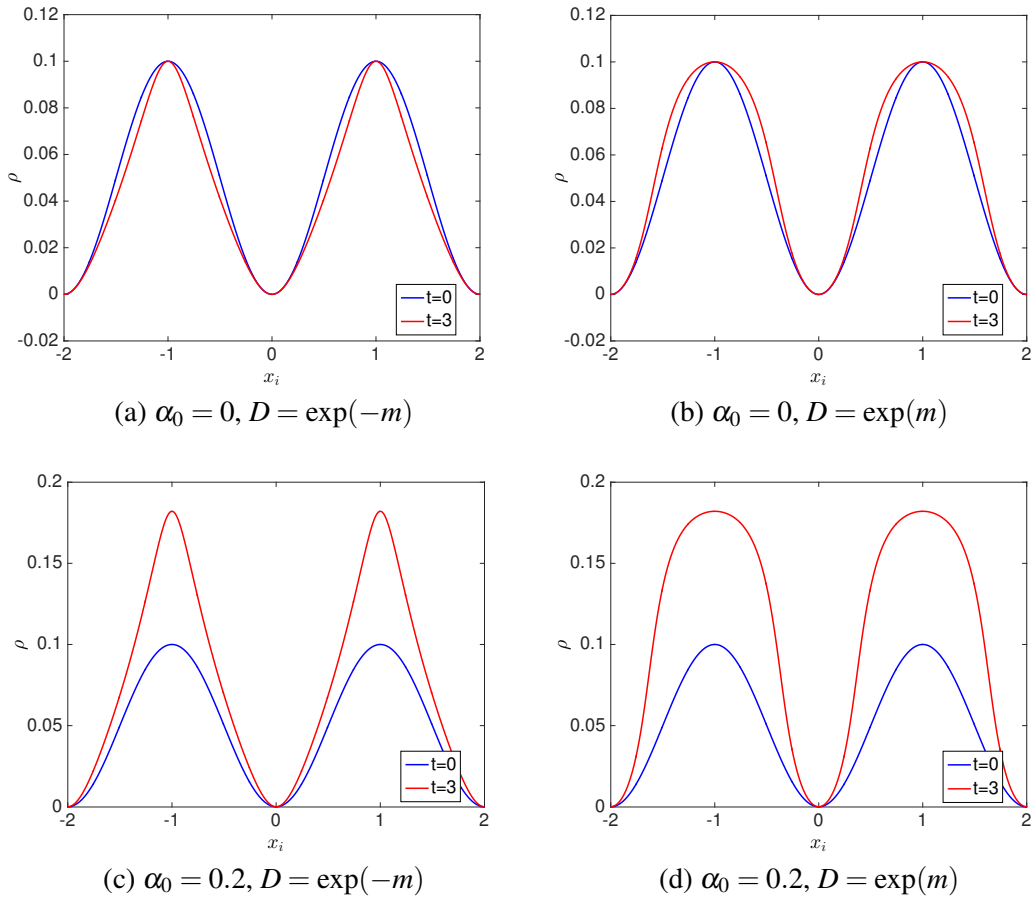 0.12
0.1
0.08
0.06
0.04
0.02
0
-0.02
ρ
-2 -1 0 1 2
x_i
t=0
t=3
(a) α₀ = 0, D = exp(−m)
0.12
0.1
0.08
0.06
0.04
0.02
0
-0.02
ρ
-2 -1 0 1 2
x_i
t=0
t=3
(b) α₀ = 0, D = exp(m)
0.2
0.15
0.1
0.05
0
ρ
-2 -1 0 1 2
x_i
t=0
t=3
(c) α₀ = 0.2, D = exp(−m)
0.2
0.15
0.1
0.05
0
ρ
-2 -1 0 1 2
x_i
t=0
t=3
(d) α₀ = 0.2, D = exp(m)